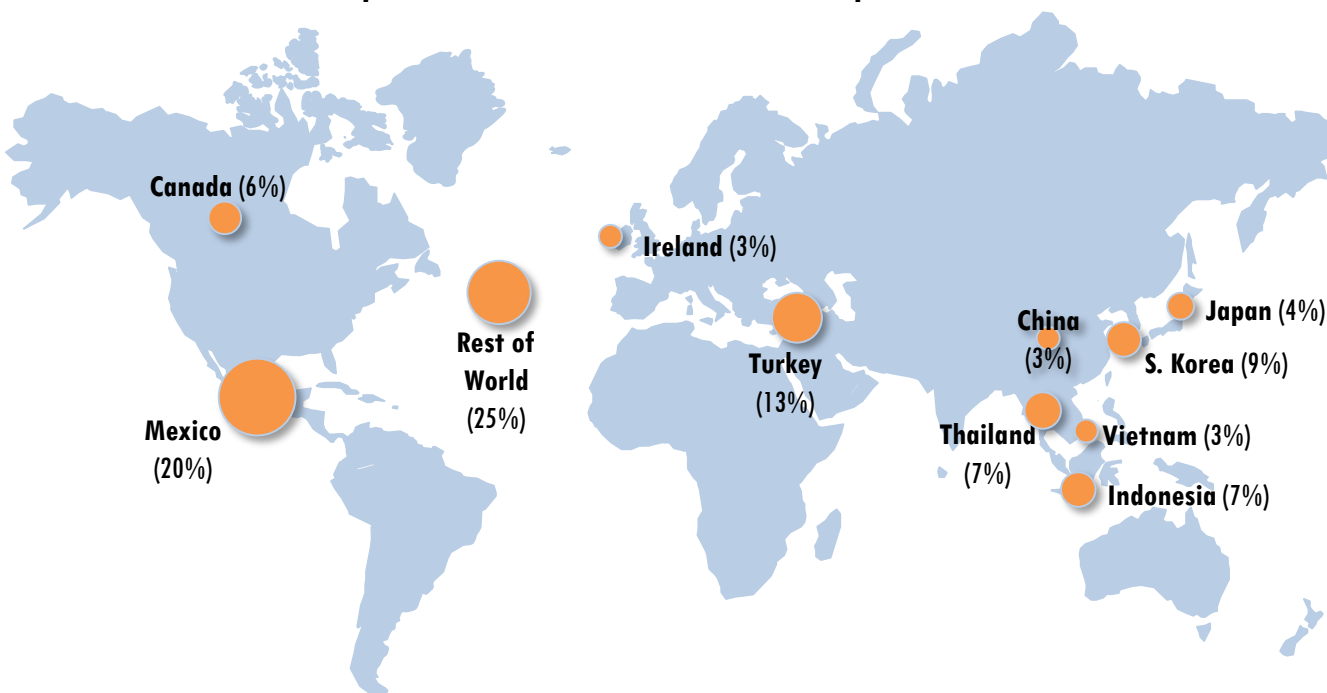 Canada (6%)
Ireland (3%)
Rest of
World
(25%)
Mexico
(20%)
Turkey
(13%)
China
(3%)
Japan (4%)
S. Korea (9%)
Thailand
(7%)
Vietnam (3%)
Indonesia (7%)